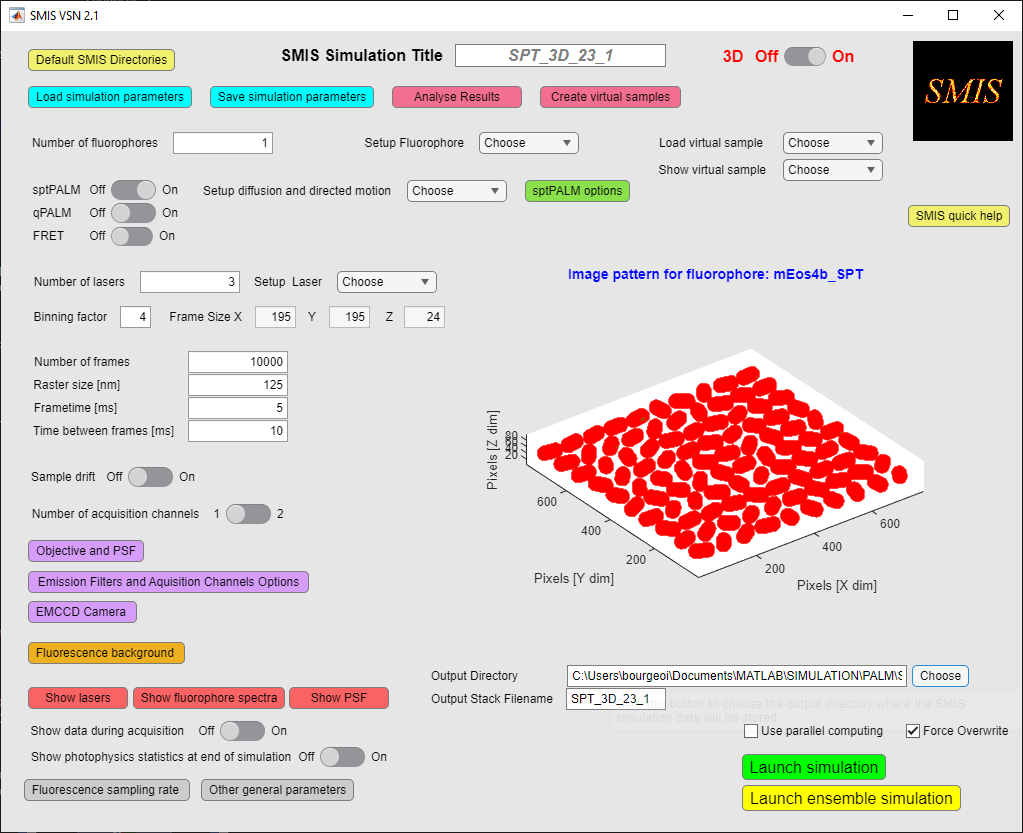 SMIS VSN 2.1
Default SMIS Directories
SMIS Simulation Title SPT_3D_23_1
3D Off On
SMIS
Load simulation parameters Save simulation parameters Analyse Results Create virtual samples
Number of fluorophores 1 Setup Fluorophore Choose Load virtual sample Choose
Show virtual sample Choose
sptPALM Off On Setup diffusion and directed motion Choose sptPALM options
qPALM Off On
SMIS quick help
FRET Off On
Number of lasers 3 Setup Laser Choose
Image pattern for fluorophore: mEos4b_SPT
Binning factor 4 Frame Size X 195 Y 195 Z 24
Number of frames 10000
Raster size [nm] 125
Frametime [ms] 5
Time between frames [ms] 10
Pixels [Z dim]
80
60
40
20
600
400
200
Pixels [Y dim]
200
400
600
Pixels [X dim]
Sample drift Off On
Number of acquisition channels 1 2
Objective and PSF
Emission Filters and Aquisition Channels Options
EMCCD Camera
Fluorescence background
Output Directory C:\Users\bourgeoi\Documents\MATLAB\SIMULATION\PALM\S Choose
Show lasers Show fluorophore spectra Show PSF
Output Stack Filename SPT_3D_23_1
button to choose the output directory where the SMIS
simulation data will be stored
Show data during acquisition Off On
Use parallel computing Force Overwrite
Show photophysics statistics at end of simulation Off On
Launch simulation
Fluorescence sampling rate Other general parameters
Launch ensemble simulation